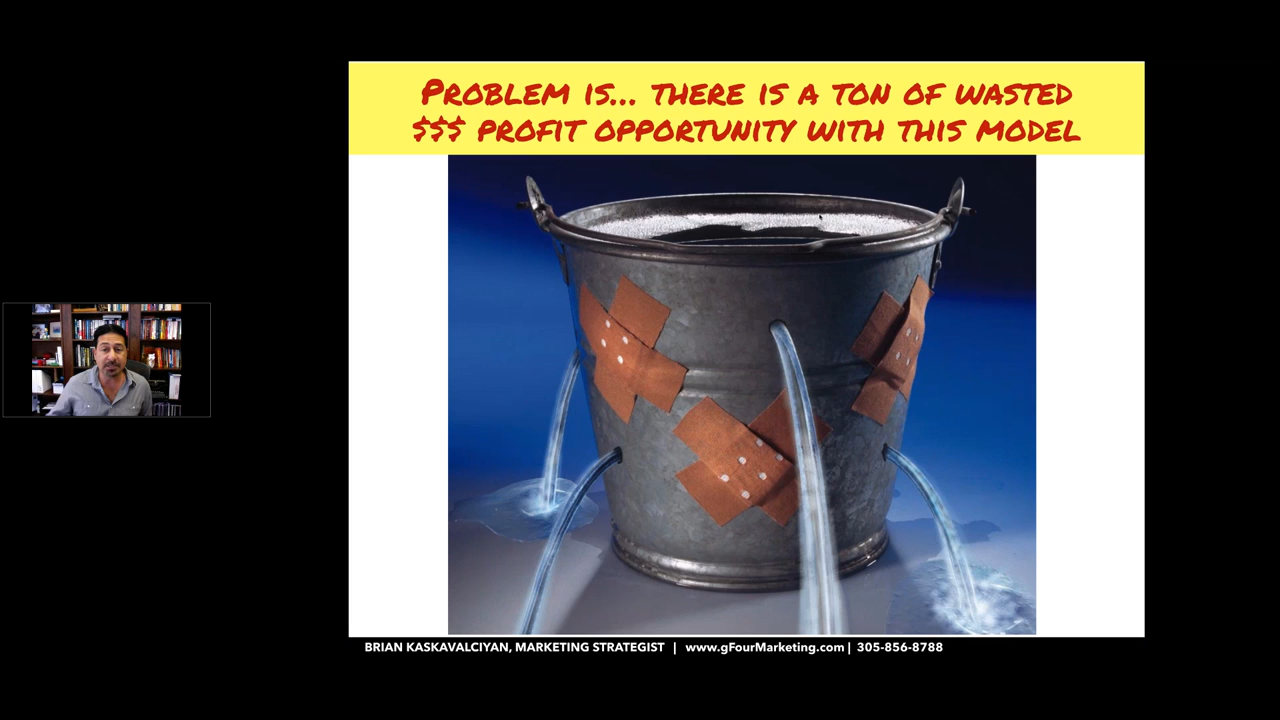 Problem is... there is a ton of wasted
$$$ profit opportunity with this model
BRIAN KASKAVALCIYAN, MARKETING STRATEGIST | www.gFourMarketing.com | 305-856-8788